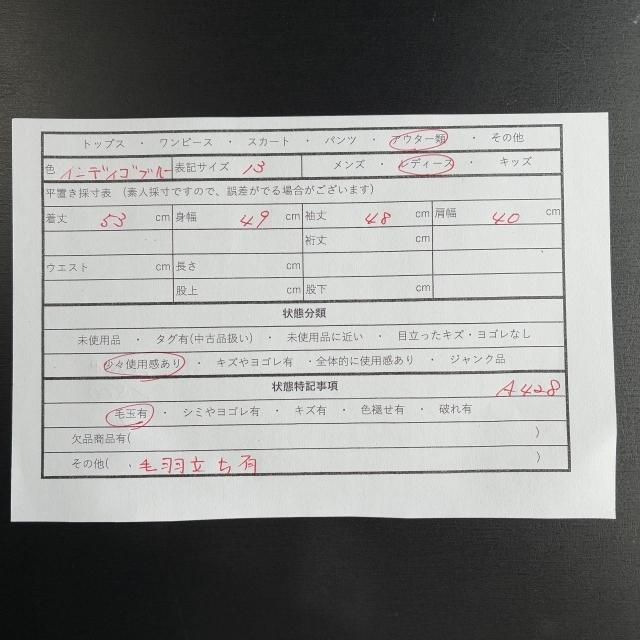 トップス ・ ワンピース ・ スカート ・ パンツ ・ アウター類 ・ その他
色 インディゴブルー 表記サイズ 13 メンズ ・ レディース ・ キッズ
平置き採寸表 (素人採寸ですので、誤差がでる場合がございます)
着丈 53 cm 身幅 49 cm 袖丈 48 cm 肩幅 40 cm
裄丈 cm
ウエスト cm 長さ cm
股上 cm 股下 cm
状態分類
未使用品 ・ タグ有(中古品扱い) ・ 未使用品に近い ・ 目立ったキズ・ヨゴレなし
少々使用感あり ・ キズやヨゴレ有 ・全体的に使用感あり ・ ジャンク品
状態特記事項 A428
毛玉有 ・ シミやヨゴレ有 ・ キズ有 ・ 色褪せ有 ・ 破れ有
欠品商品有( )
その他( ・毛羽立ち有 )